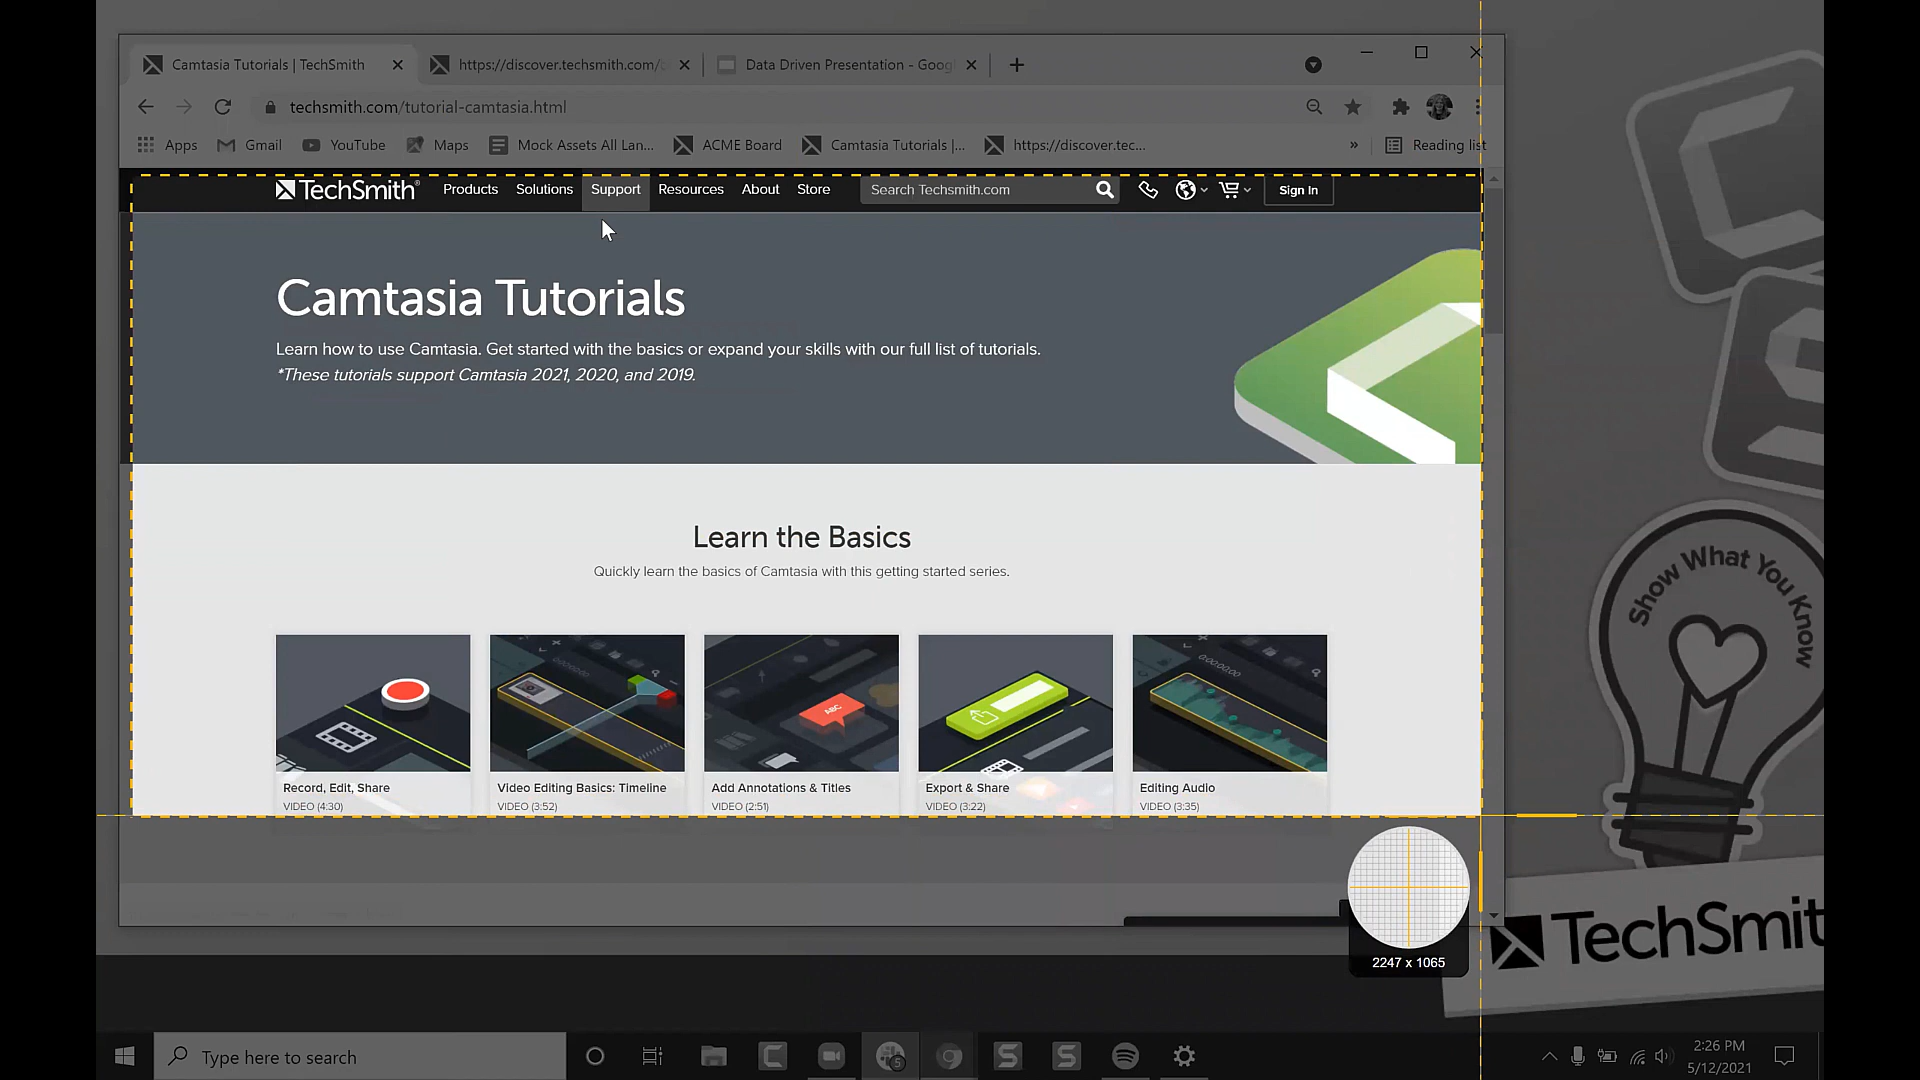 Camtasia Tutorials | TechSmith
https://discover.techsmith.com/
Data Driven Presentation - Goog
techsmith.com/tutorial-camtasia.html
Apps
Gmail
YouTube
Maps
Mock Assets All Lan...
ACME Board
Camtasia Tutorials |...
https://discover.tec...
»
Reading list
TechSmith®
Products
Solutions
Support
Resources
About
Store
Search Techsmith.com
Sign In
Camtasia Tutorials
Learn how to use Camtasia. Get started with the basics or expand your skills with our full list of tutorials.
*These tutorials support Camtasia 2021, 2020, and 2019.
Learn the Basics
Quickly learn the basics of Camtasia with this getting started series.
0:00:00;00
ABC
Record, Edit, Share
VIDEO (4:30)
Video Editing Basics: Timeline
VIDEO (3:52)
Add Annotations & Titles
VIDEO (2:51)
Export & Share
VIDEO (3:22)
Editing Audio
VIDEO (3:35)
Show What You Know
2247 x 1065
TechSmit
Type here to search
5
2:26 PM
5/12/2021